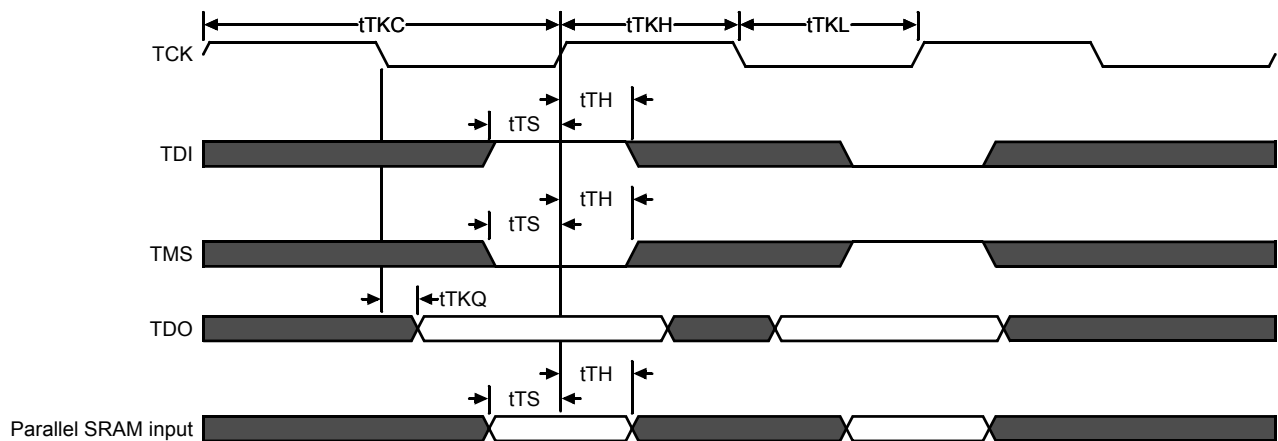 tTKC tTKH tTKL
TCK
tTH
tTS
TDI
tTH
tTS
TMS
tTKQ
TDO
tTH
tTS
Parallel SRAM input